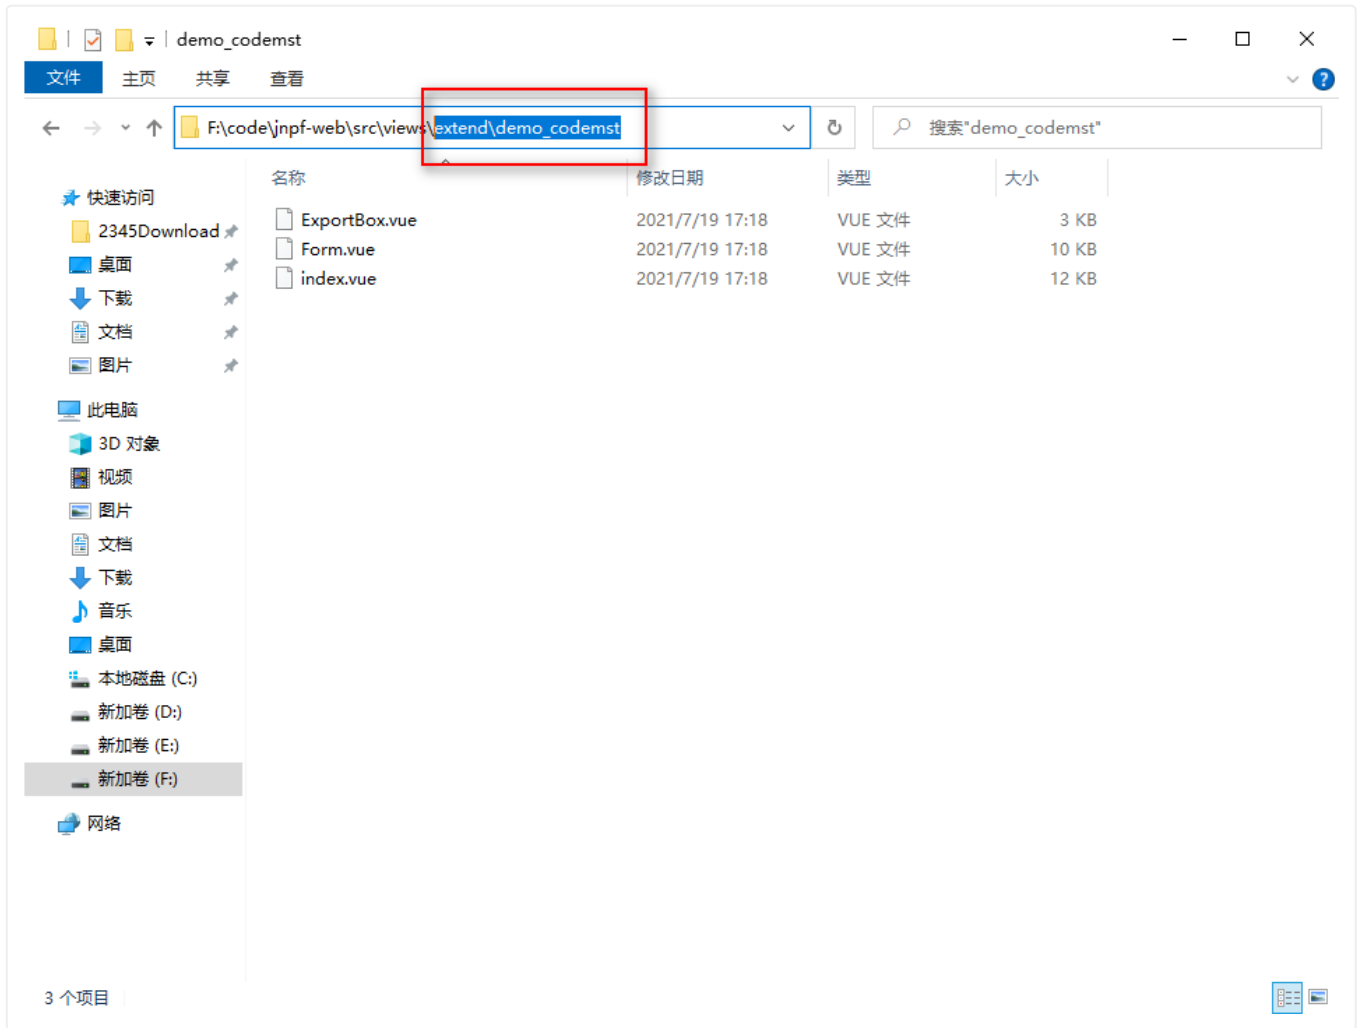 demo_codemst
文件 主页 共享 查看
F:\code\jnpf-web\src\views\extend\demo_codemst
搜索"demo_codemst"
名称 修改日期 类型 大小
ExportBox.vue 2021/7/19 17:18 VUE 文件 3 KB
Form.vue 2021/7/19 17:18 VUE 文件 10 KB
index.vue 2021/7/19 17:18 VUE 文件 12 KB
快速访问
2345Download
桌面
下载
文档
图片
此电脑
3D 对象
视频
图片
文档
下载
音乐
桌面
本地磁盘 (C:)
新加卷 (D:)
新加卷 (E:)
新加卷 (F:)
网络
3 个项目